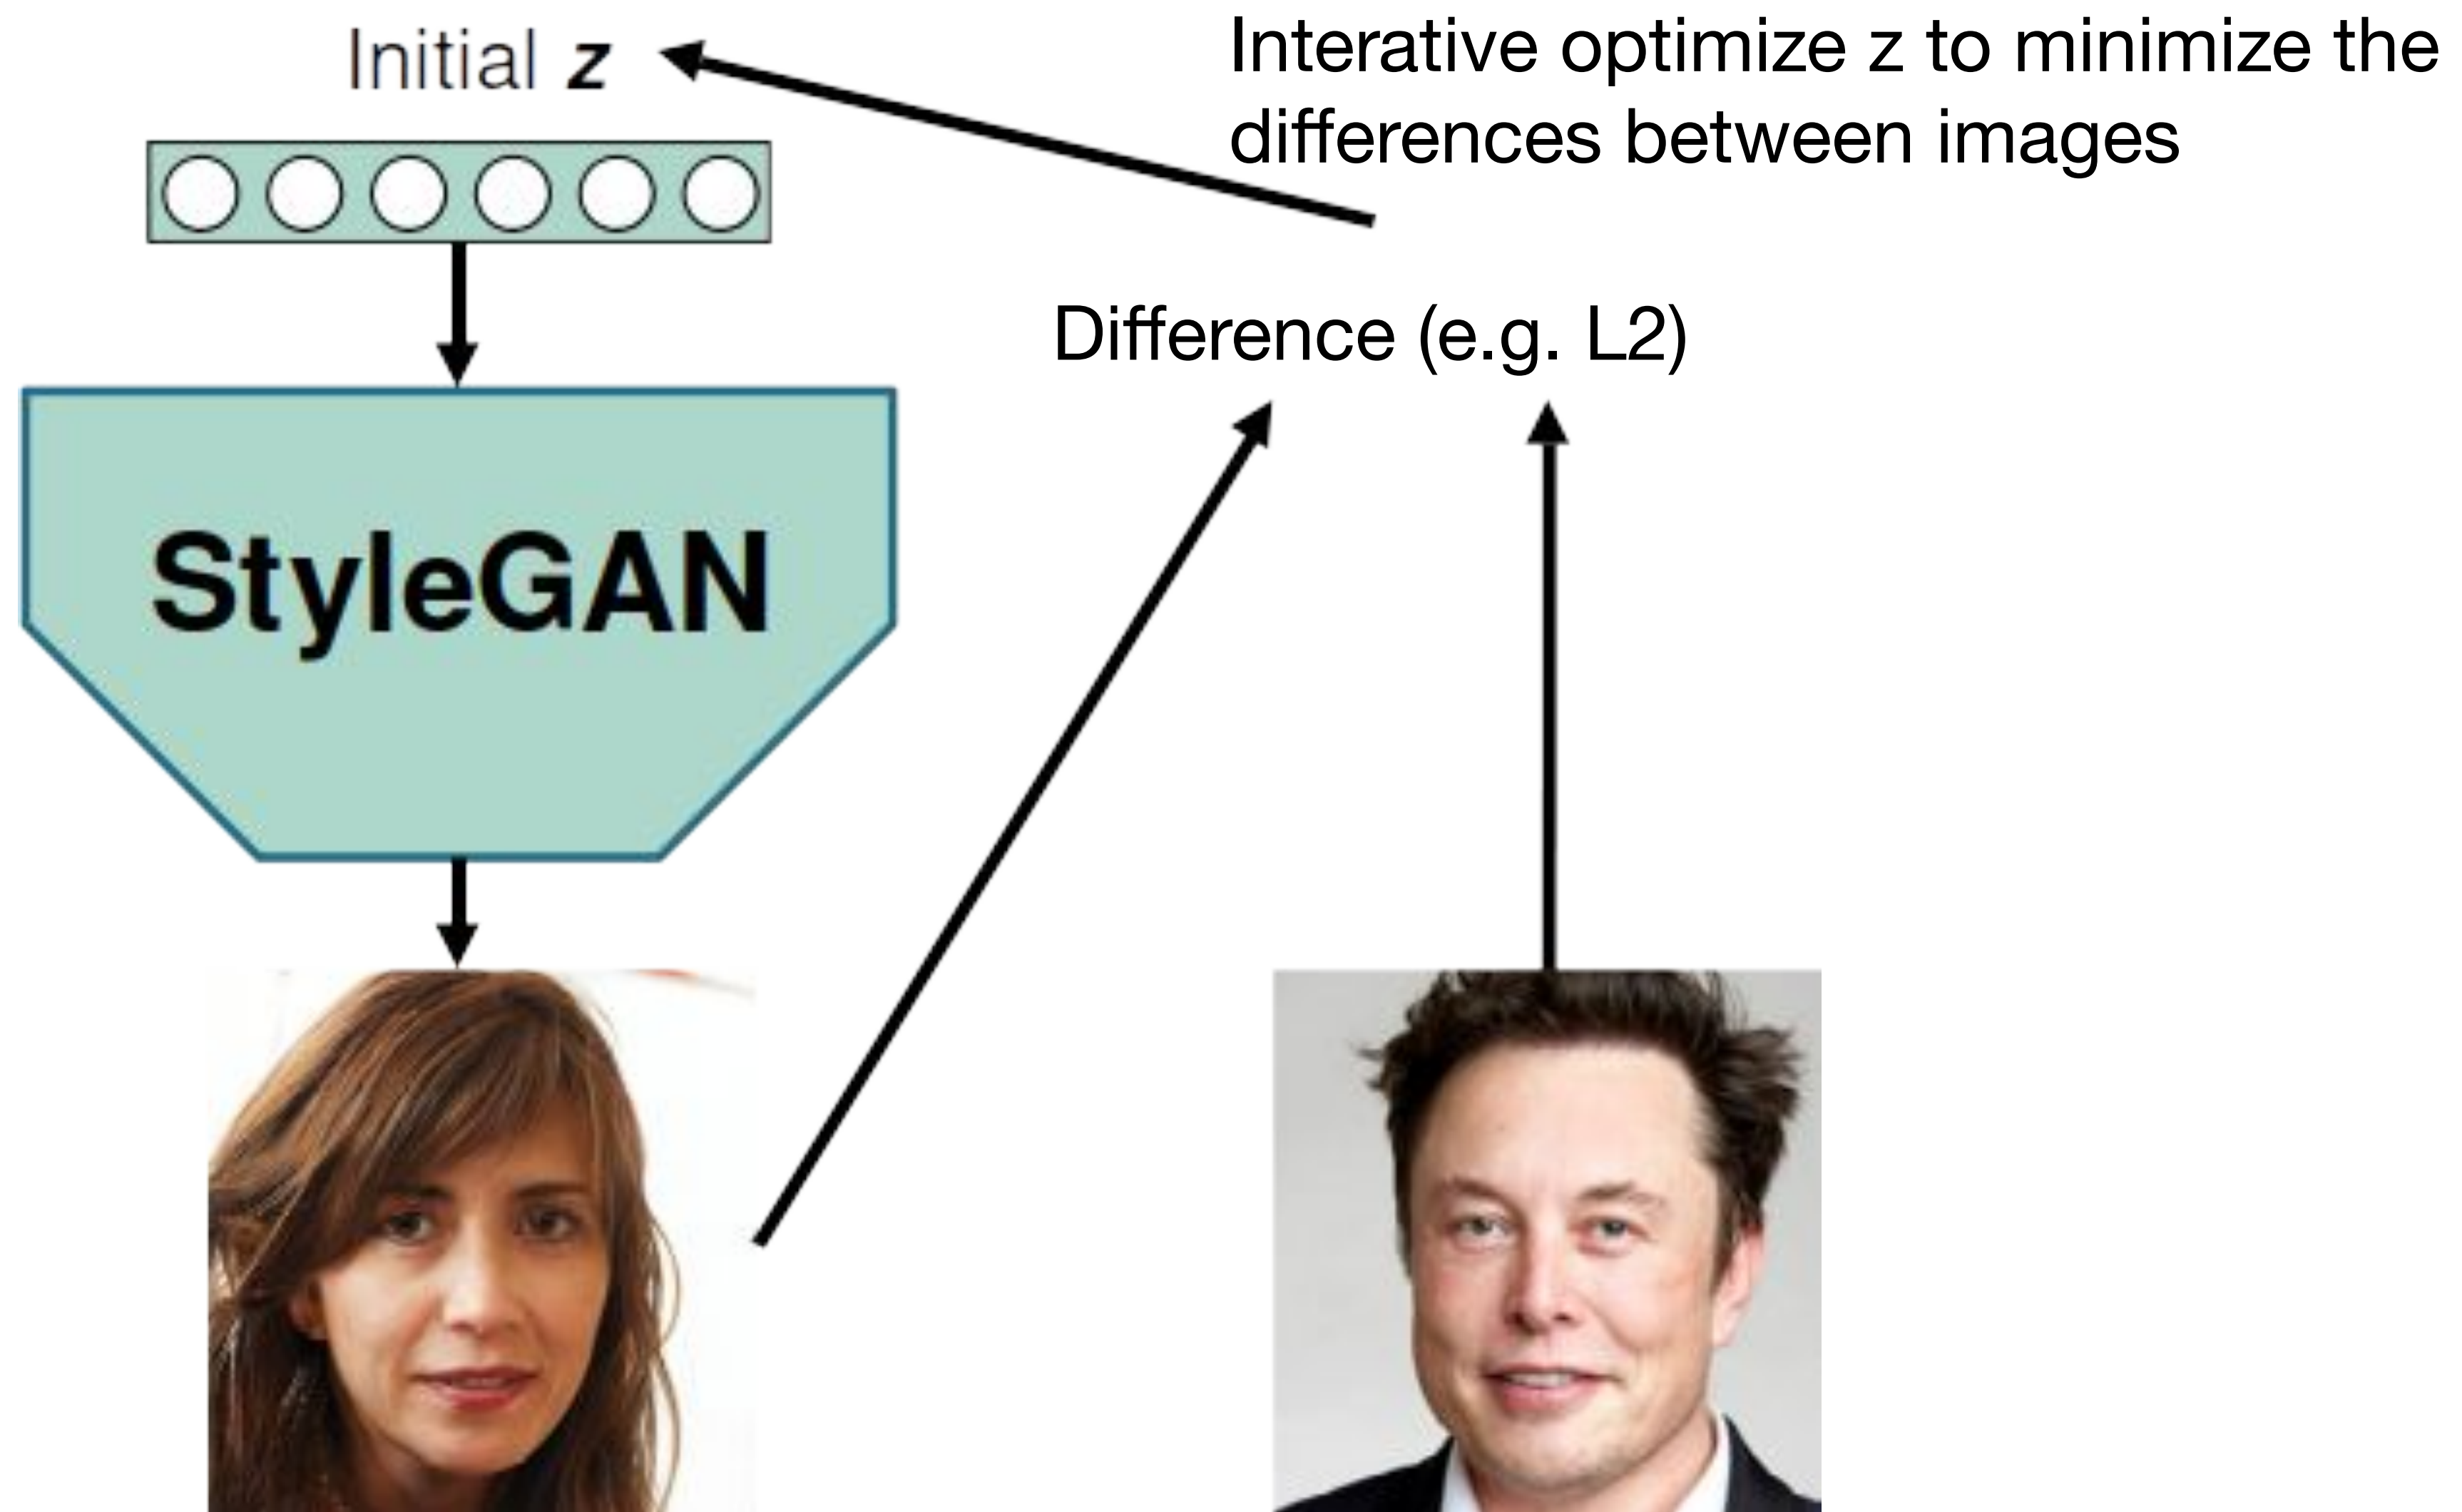 Initial z
Interative optimize z to minimize the
differences between images
Difference (e.g. L2)
StyleGAN